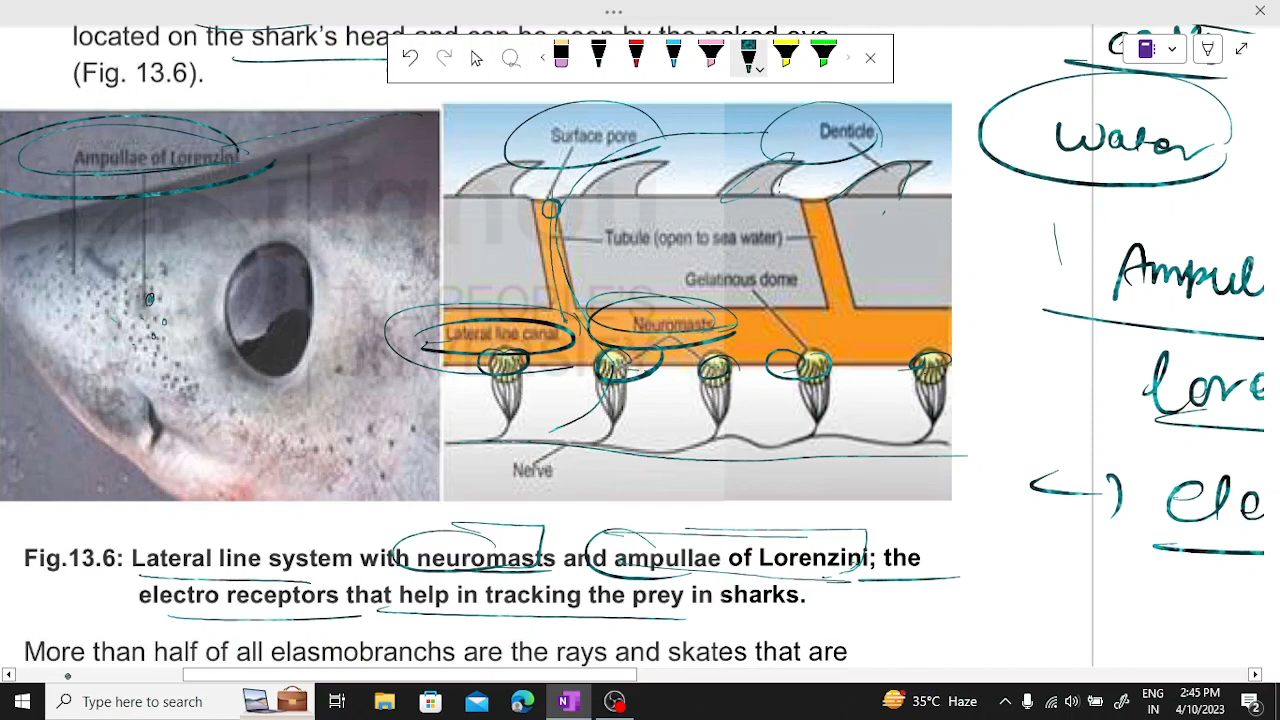 located on the shark's head and can be seen by the naked eye
(Fig. 13.6).
Water
Ampullae of Lorenzini
Surface pore
Denticle
Tubule (open to sea water)
Gelatinous dome
Lateral line canal
Neuromasts
Nerve
Ampul
Lore
ele
Fig.13.6: Lateral line system with neuromasts and ampullae of Lorenzini; the
electro receptors that help in tracking the prey in sharks.
More than half of all elasmobranchs are the rays and skates that are
Type here to search
35°C Haze
ENG
IN
2:45 PM
4/10/2023
2